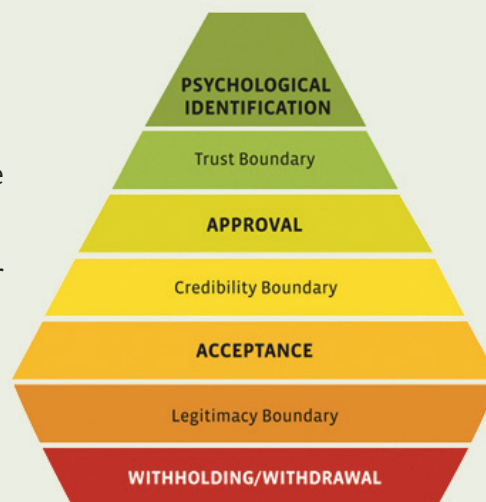 PSYCHOLOGICAL
IDENTIFICATION
Trust Boundary
APPROVAL
Credibility Boundary
ACCEPTANCE
Legitimacy Boundary
WITHHOLDING/WITHDRAWAL